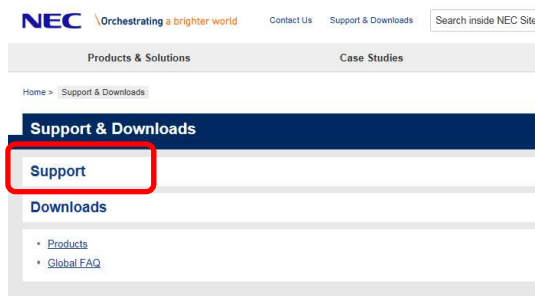 NEC \Orchestrating a brighter world Contact Us Support & Downloads Search inside NEC Site
Products & Solutions Case Studies
Home > Support & Downloads
Support & Downloads
Support
Downloads
• Products
• Global FAQ